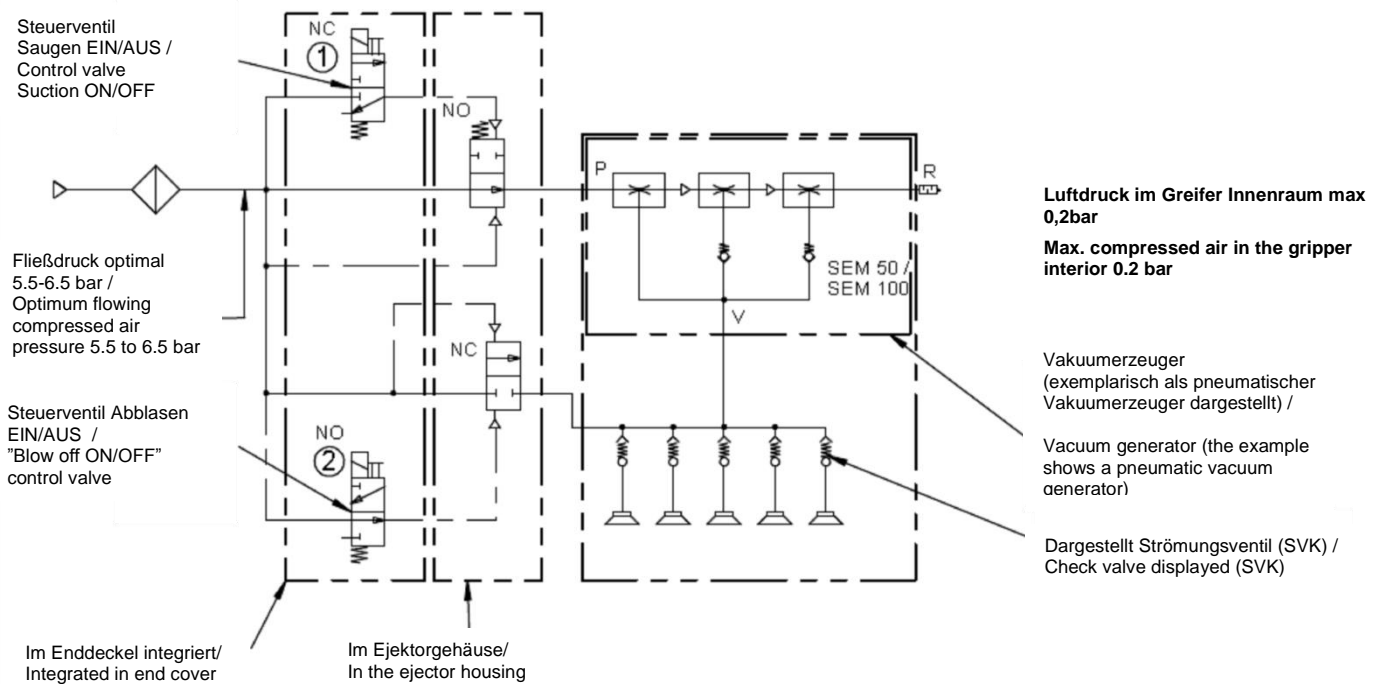 Steuerventil
Saugen EIN/AUS /
Control valve
Suction ON/OFF
NC
1
NO
P
R
SEM 50 /
SEM 100
V
Luftdruck im Greifer Innenraum max
0,2bar
Max. compressed air in the gripper
interior 0.2 bar
Fließdruck optimal
5.5-6.5 bar /
Optimum flowing
compressed air
pressure 5.5 to 6.5 bar
NC
Steuerventil Abblasen
EIN/AUS /
"Blow off ON/OFF"
control valve
NO
2
Vakuumerzeuger
(exemplarisch als pneumatischer
Vakuumerzeuger dargestellt) /
Vacuum generator (the example
shows a pneumatic vacuum
generator)
Dargestellt Strömungsventil (SVK) /
Check valve displayed (SVK)
Im Enddeckel integriert/
Integrated in end cover
Im Ejektorgehäuse/
In the ejector housing